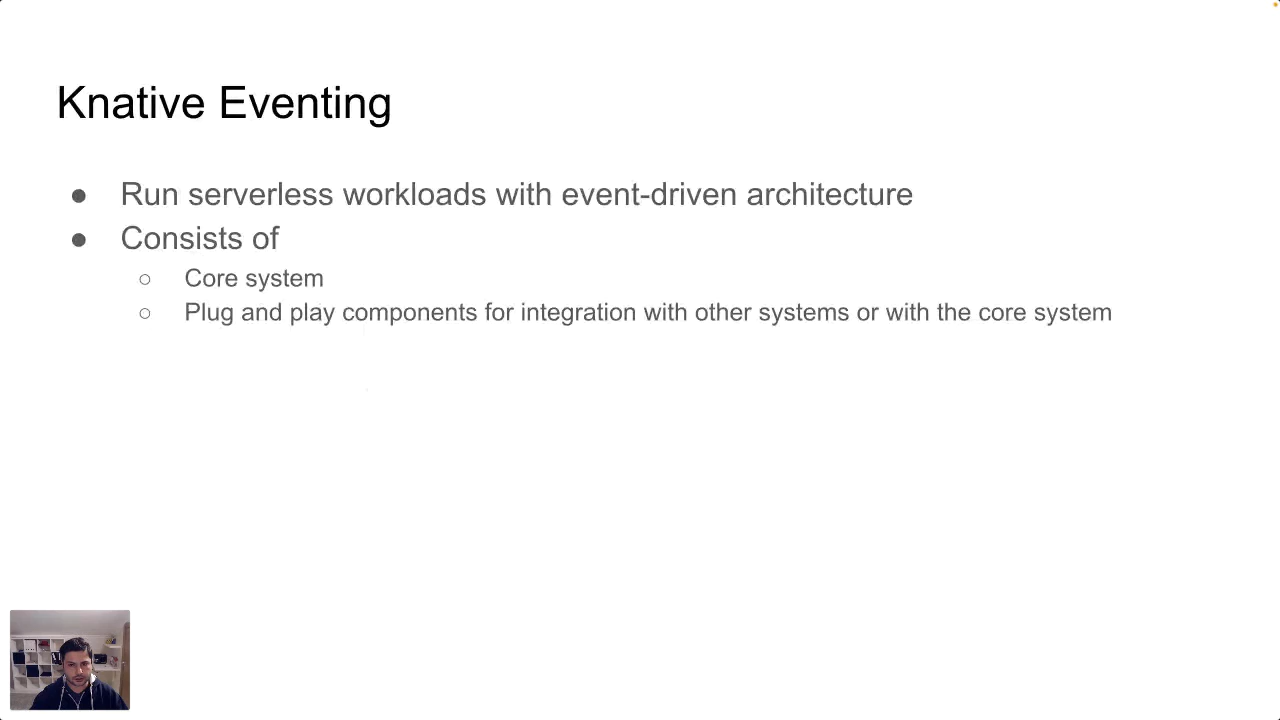 Knative Eventing
● Run serverless workloads with event-driven architecture
● Consists of
○ Core system
○ Plug and play components for integration with other systems or with the core system